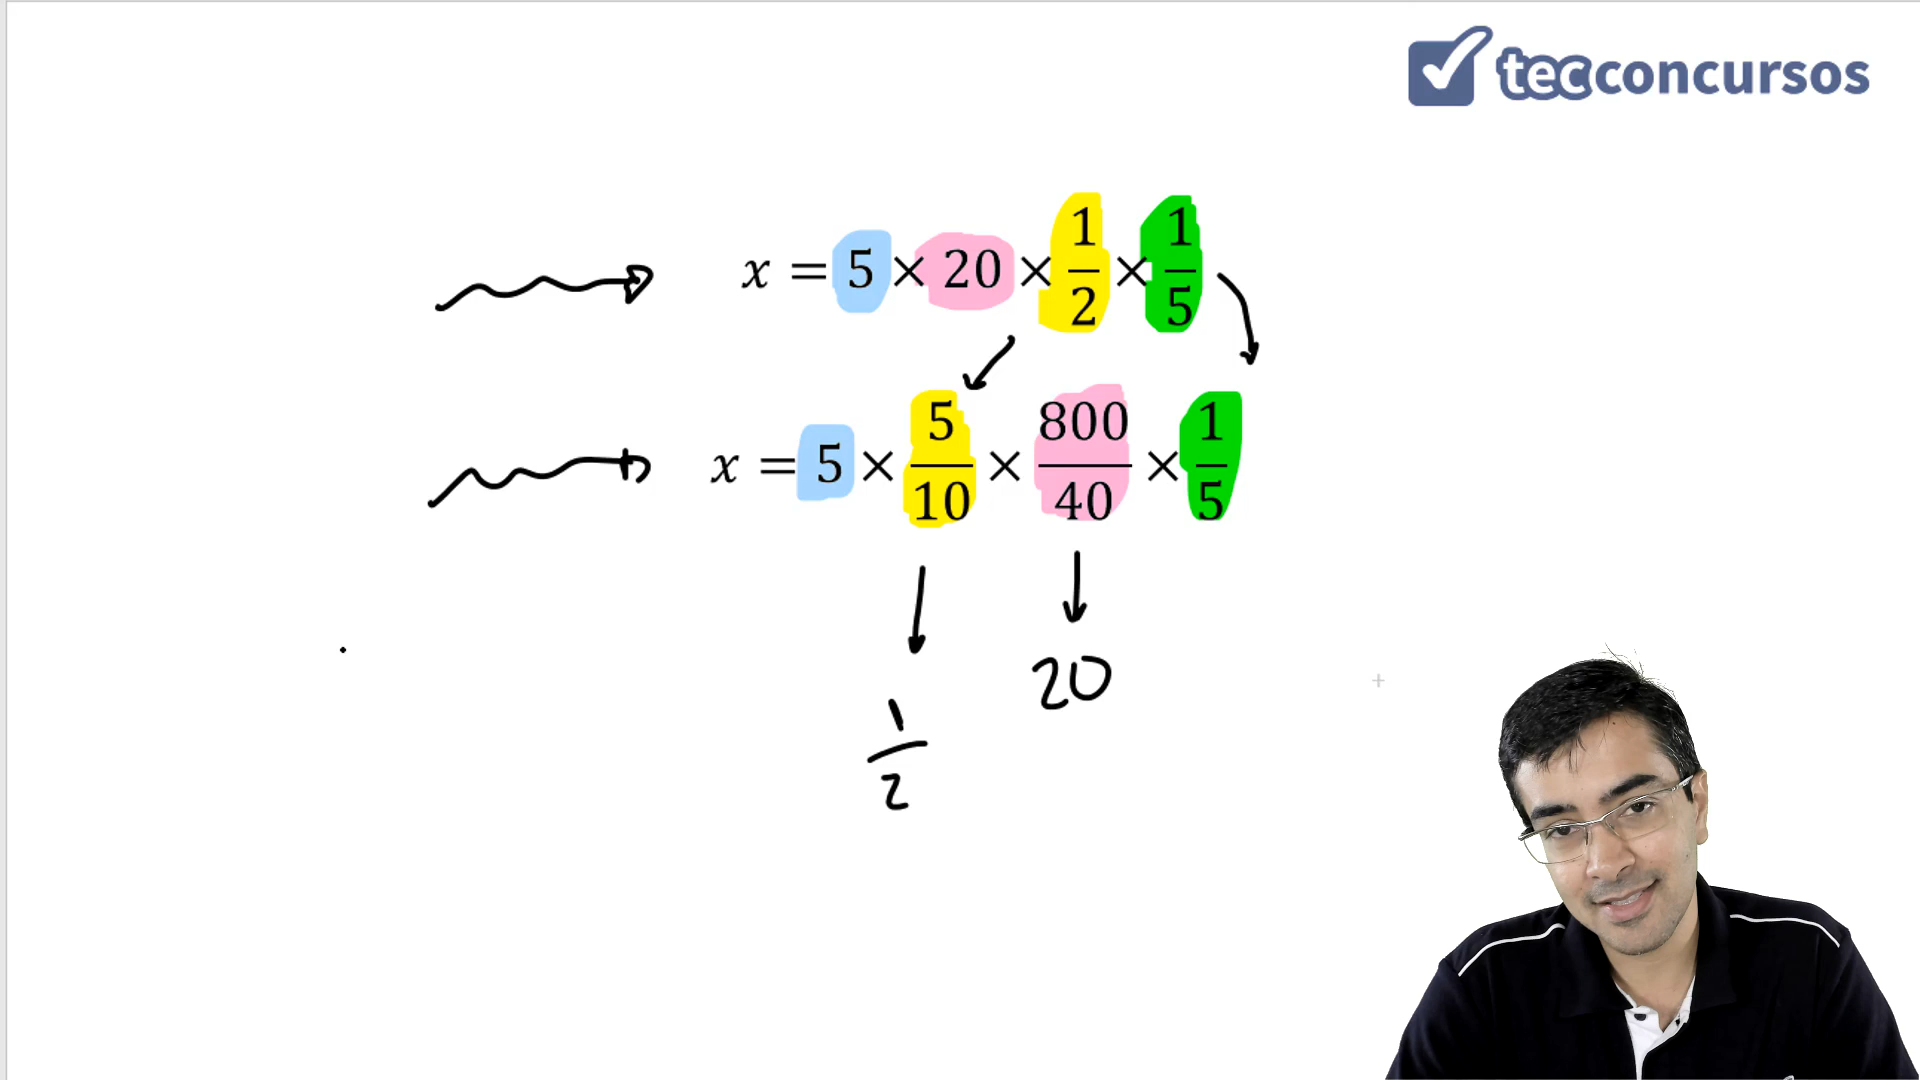 tecconcursos
x = 5 × 20 × 1/2 × 1/5
x = 5 × 5/10 × 800/40 × 1/5
20
1/2